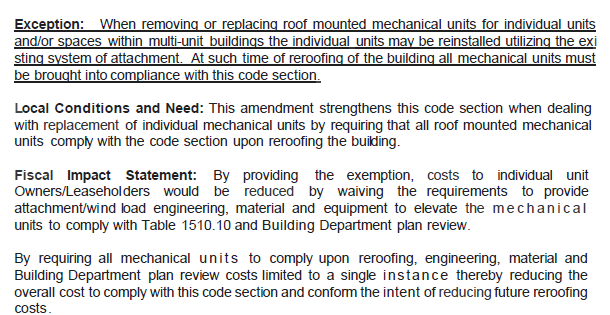 Exception: When removing or replacing roof mounted mechanical units for individual units
and/or spaces within multi-unit buildings the individual units may be reinstalled utilizing the exi
sting system of attachment. At such time of reroofing of the building all mechanical units must
be brought into compliance with this code section.
Local Conditions and Need: This amendment strengthens this code section when dealing
with replacement of individual mechanical units by requiring that all roof mounted mechanical
units comply with the code section upon reroofing the building.
Fiscal Impact Statement: By providing the exemption, costs to individual unit
Owners/Leaseholders would be reduced by waiving the requirements to provide
attachment/wind load engineering, material and equipment to elevate the mechanical
units to comply with Table 1510.10 and Building Department plan review.
By requiring all mechanical units to comply upon reroofing, engineering, material and
Building Department plan review costs limited to a single instance thereby reducing the
overall cost to comply with this code section and conform the intent of reducing future reroofing
costs.